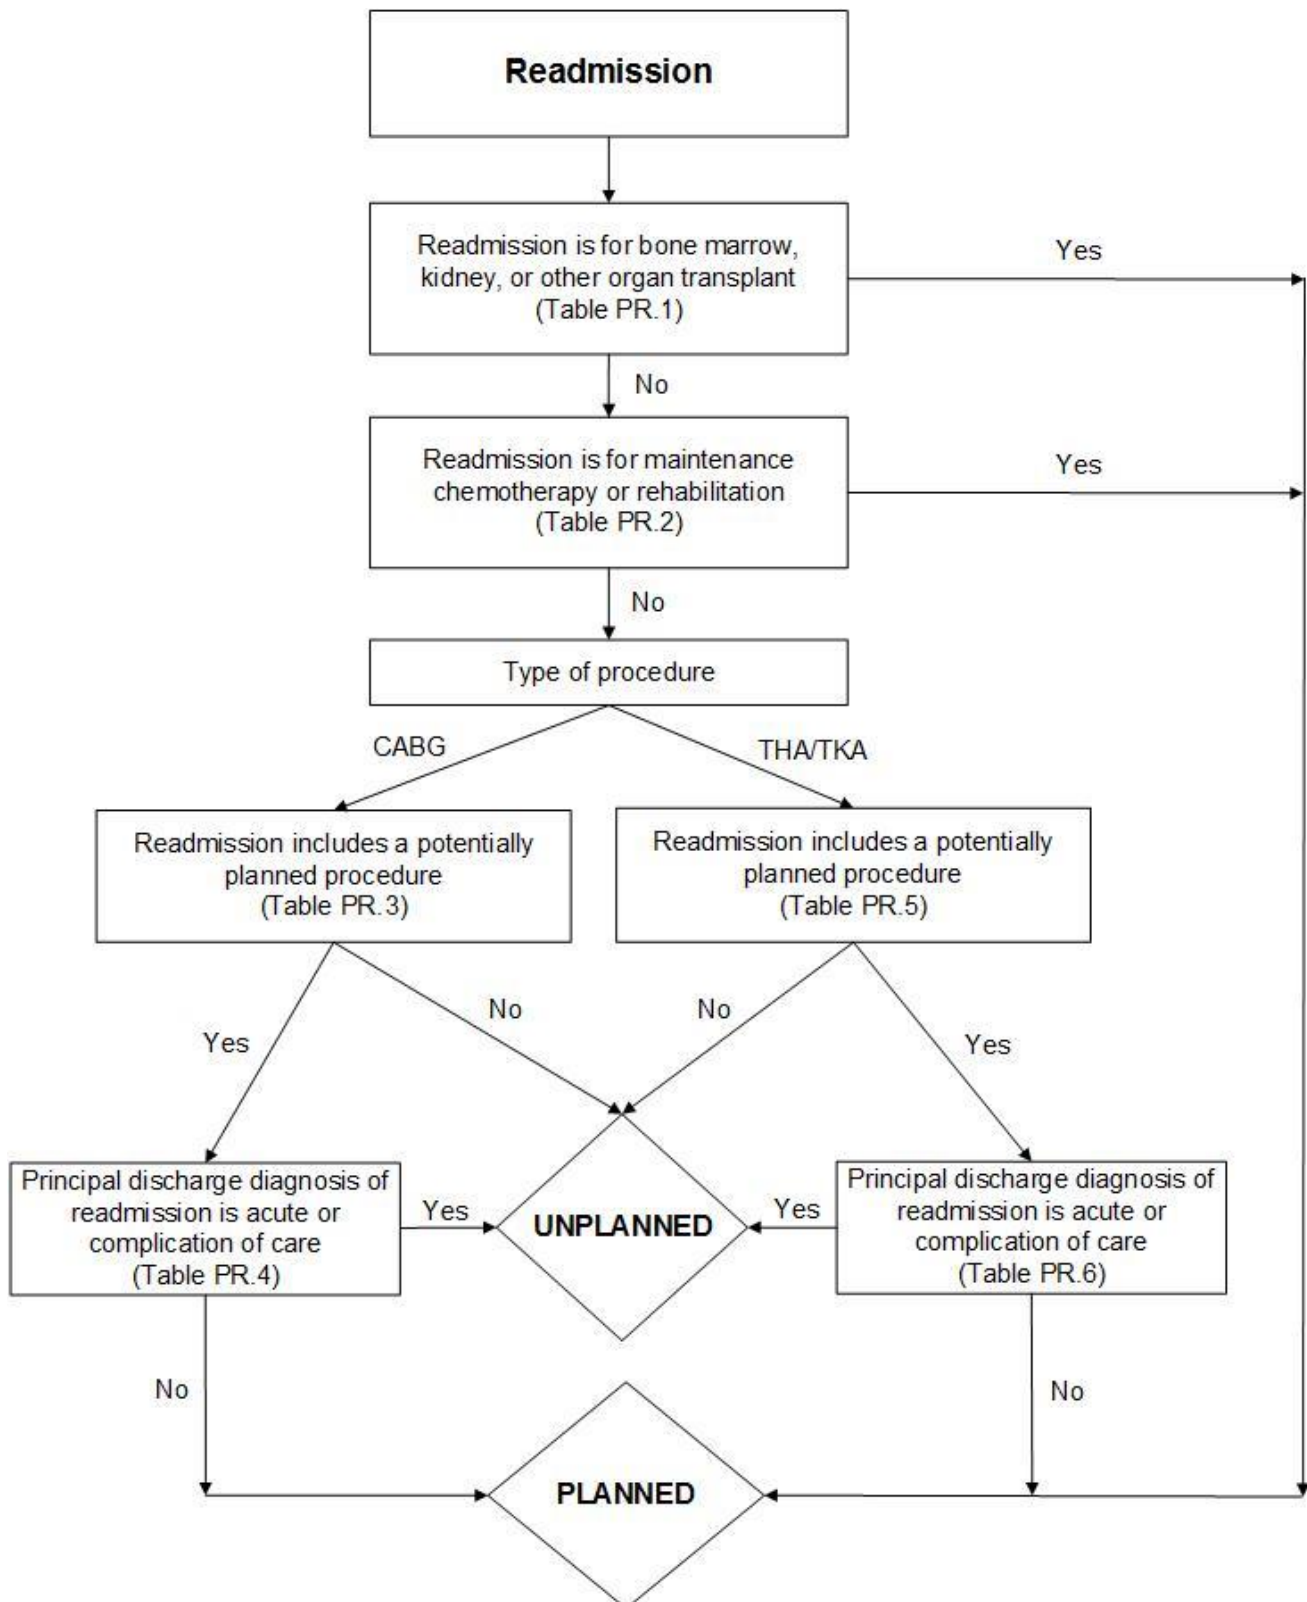 Readmission
Readmission is for bone marrow,
kidney, or other organ transplant
(Table PR.1)
Yes
No
Readmission is for maintenance
chemotherapy or rehabilitation
(Table PR.2)
Yes
No
Type of procedure
CABG
THA/TKA
Readmission includes a potentially
planned procedure
(Table PR.3)
Readmission includes a potentially
planned procedure
(Table PR.5)
Yes
No
No
Yes
Principal discharge diagnosis of
readmission is acute or
complication of care
(Table PR.4)
Yes
UNPLANNED
Yes
Principal discharge diagnosis of
readmission is acute or
complication of care
(Table PR.6)
No
No
PLANNED